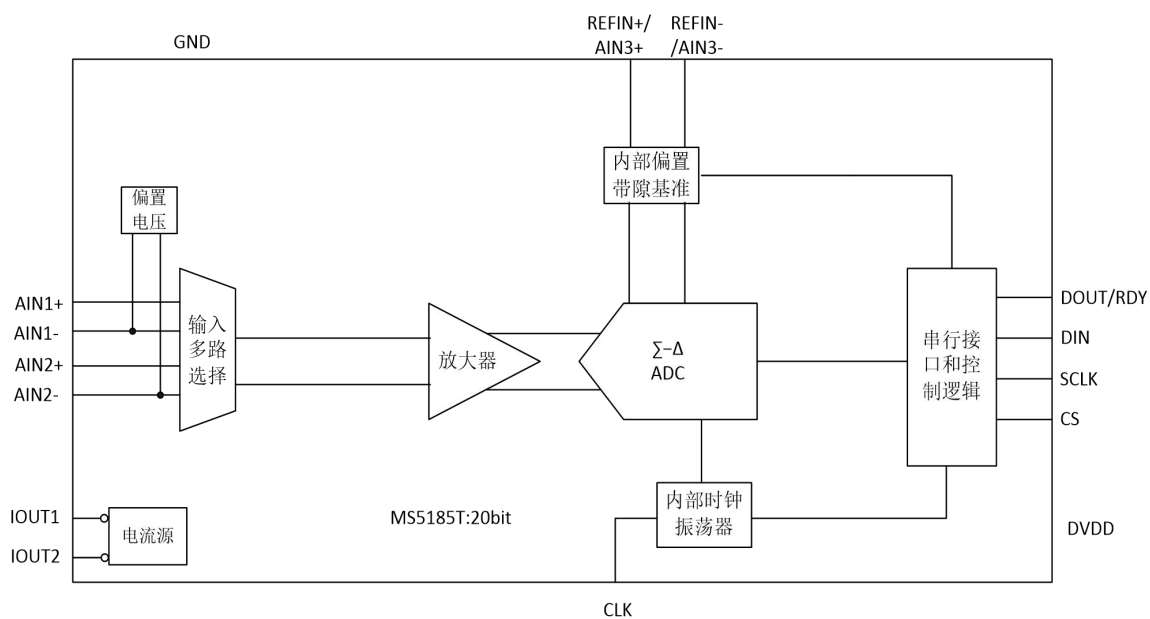 REFIN+/
AIN3+
REFIN-
/AIN3-
GND
内部偏置
带隙基准
偏置
电压
AIN1+
AIN1-
AIN2+
AIN2-
输入
多路
选择
放大器
∑-Δ
ADC
串行接
口和控
制逻辑
DOUT/RDY
DIN
SCLK
CS
IOUT1
IOUT2
电流源
MS5185T:20bit
内部时钟
振荡器
DVDD
CLK